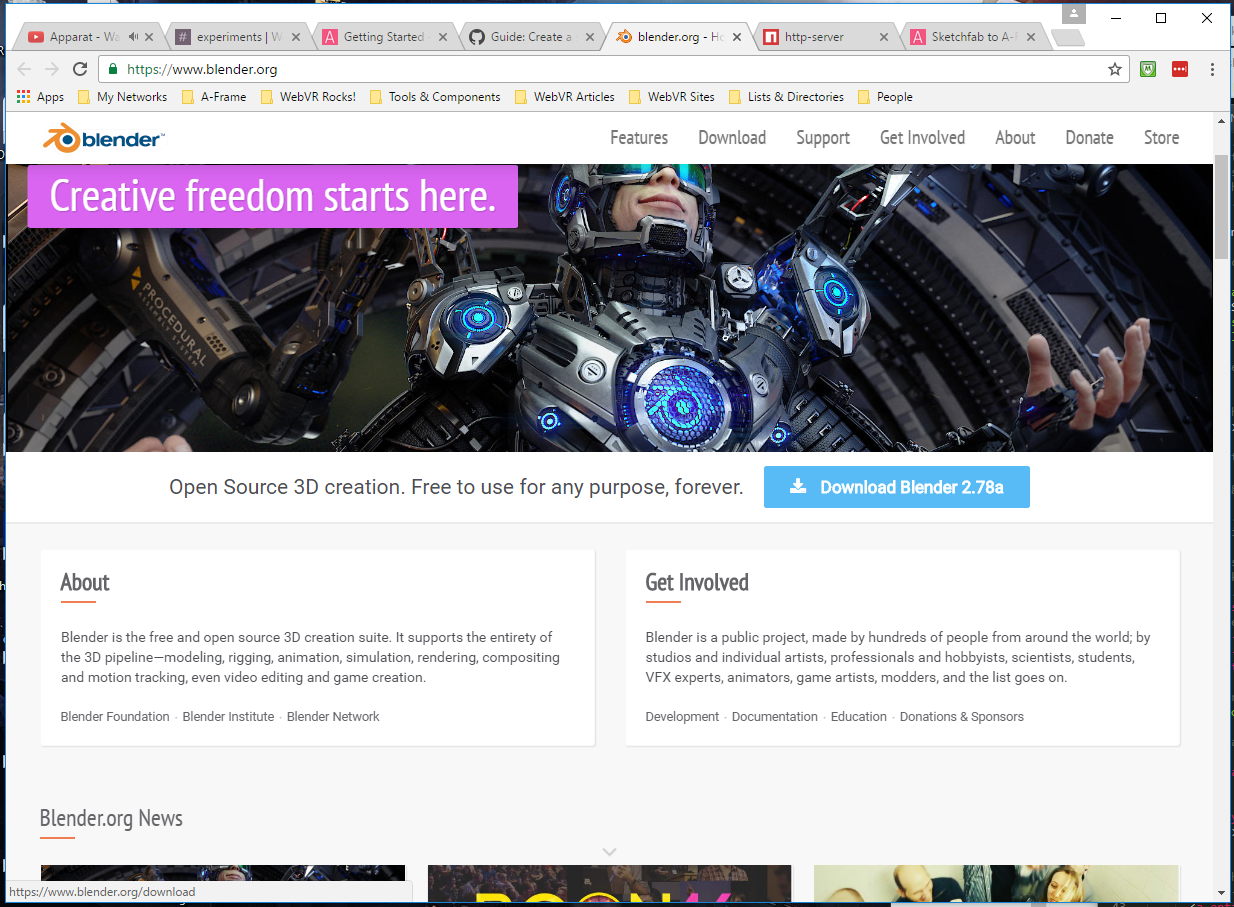 Apparat - Wa
experiments | W
Getting Started -
Guide: Create a
blender.org - Ho
http-server
Sketchfab to A-F
https://www.blender.org
Apps
My Networks
A-Frame
WebVR Rocks!
Tools & Components
WebVR Articles
WebVR Sites
Lists & Directories
People
blender™
Features
Download
Support
Get Involved
About
Donate
Store
Creative freedom starts here.
PROCEDURAL
Open Source 3D creation. Free to use for any purpose, forever.
Download Blender 2.78a
About
Blender is the free and open source 3D creation suite. It supports the entirety of
the 3D pipeline—modeling, rigging, animation, simulation, rendering, compositing
and motion tracking, even video editing and game creation.
Blender Foundation · Blender Institute · Blender Network
Get Involved
Blender is a public project, made by hundreds of people from around the world; by
studios and individual artists, professionals and hobbyists, scientists, students,
VFX experts, animators, game artists, modders, and the list goes on.
Development · Documentation · Education · Donations & Sponsors
Blender.org News
https://www.blender.org/download